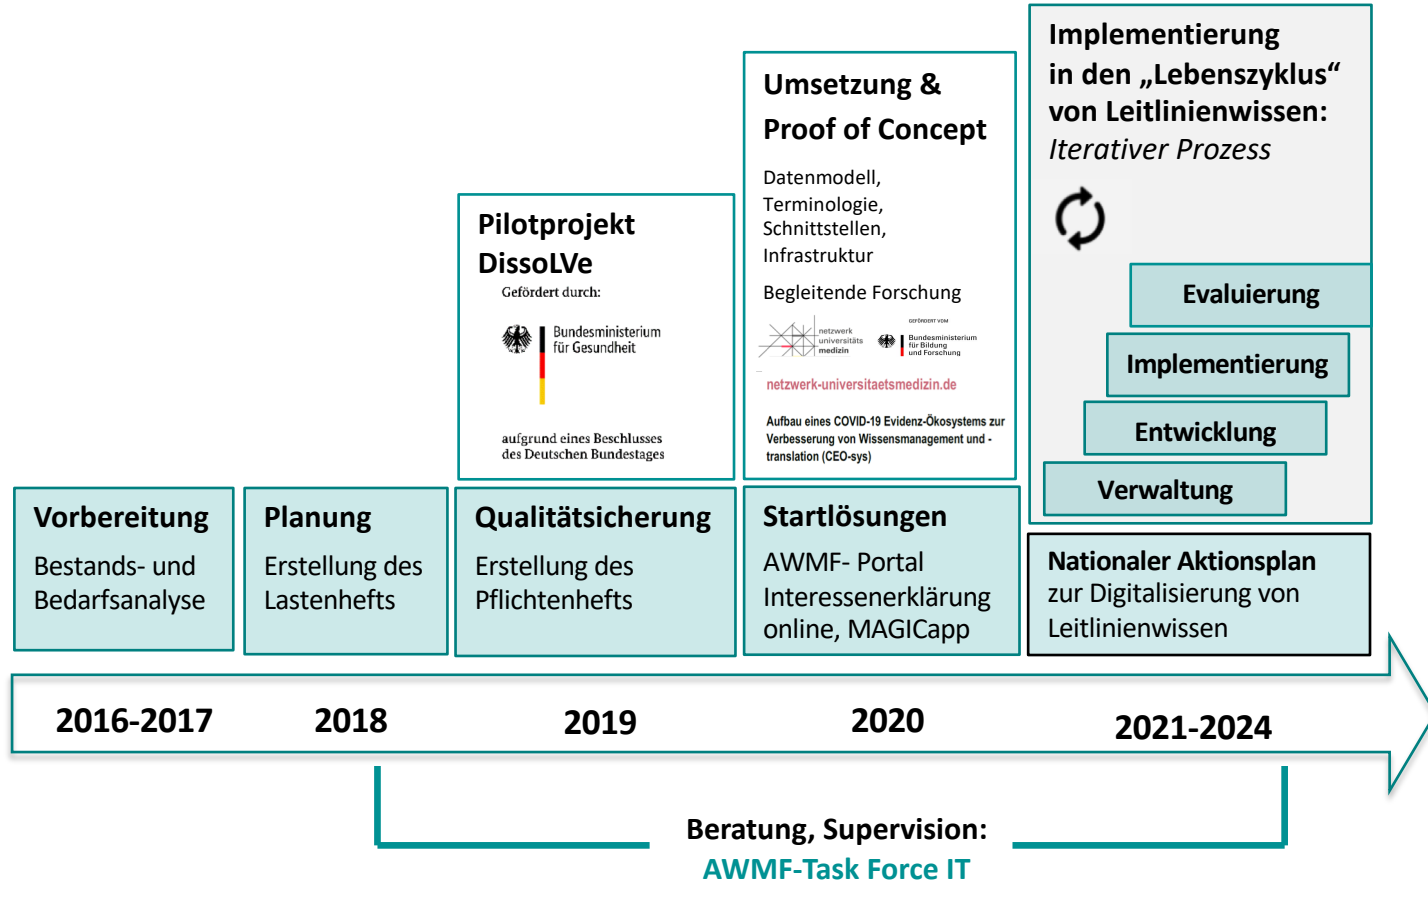 Implementierung
in den „Lebenszyklus“
von Leitlinienwissen:
Iterativer Prozess
Evaluierung
Implementierung
Entwicklung
Verwaltung
Umsetzung &
Proof of Concept
Datenmodell,
Terminologie,
Schnittstellen,
Infrastruktur
Begleitende Forschung
netzwerk
universitäts
medizin
GEFÖRDERT VOM
Bundesministerium
für Bildung
und Forschung
netzwerk-universitaetsmedizin.de
Aufbau eines COVID-19 Evidenz-Ökosystems zur
Verbesserung von Wissensmanagement und -
translation (CEO-sys)
Pilotprojekt
DissoLVe
Gefördert durch:
Bundesministerium
für Gesundheit
aufgrund eines Beschlusses
des Deutschen Bundestages
Vorbereitung
Bestands- und
Bedarfsanalyse
Planung
Erstellung des
Lastenhefts
Qualitätsicherung
Erstellung des
Pflichtenhefts
Startlösungen
AWMF- Portal
Interessenerklärung
online, MAGICapp
Nationaler Aktionsplan
zur Digitalisierung von
Leitlinienwissen
2016-2017
2018
2019
2020
2021-2024
Beratung, Supervision:
AWMF-Task Force IT